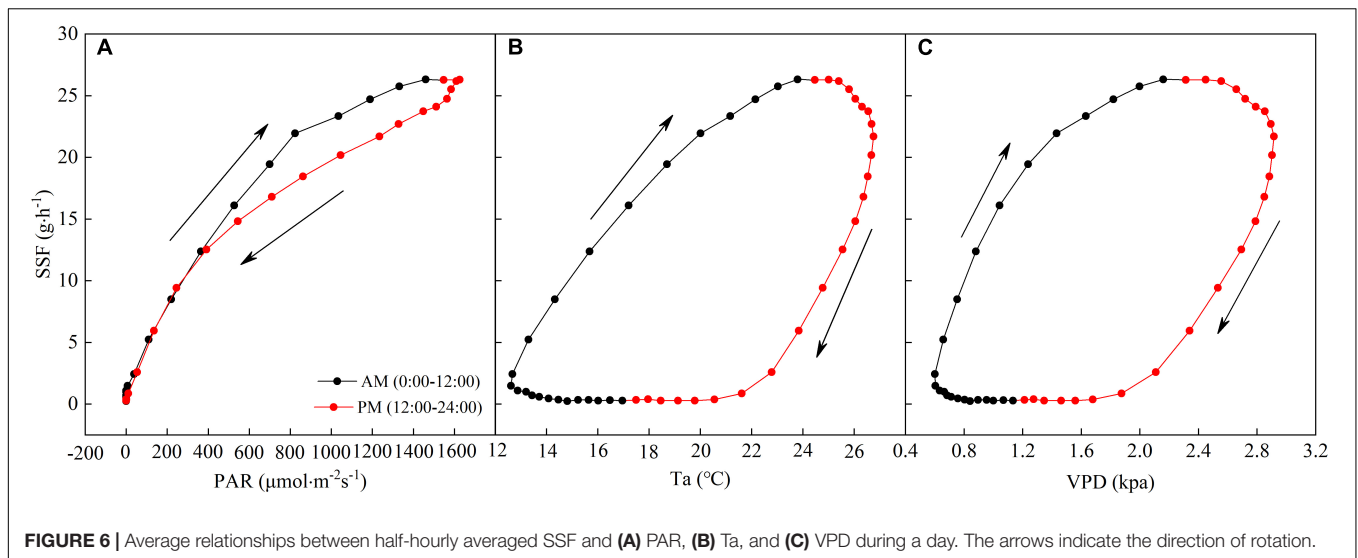 A
B
C
30
25
20
15
10
5
0
SSF (g·h⁻¹)
AM (0:00-12:00)
PM (12:00-24:00)
-200 0 200 400 600 800 1000 1200 1400 1600
12 14 16 18 20 22 24 26
0.4 0.8 1.2 1.6 2.0 2.4 2.8 3.2
PAR (μmol·m⁻²s⁻¹)
Ta (°C)
VPD (kpa)
FIGURE 6 | Average relationships between half-hourly averaged SSF and (A) PAR, (B) Ta, and (C) VPD during a day. The arrows indicate the direction of rotation.